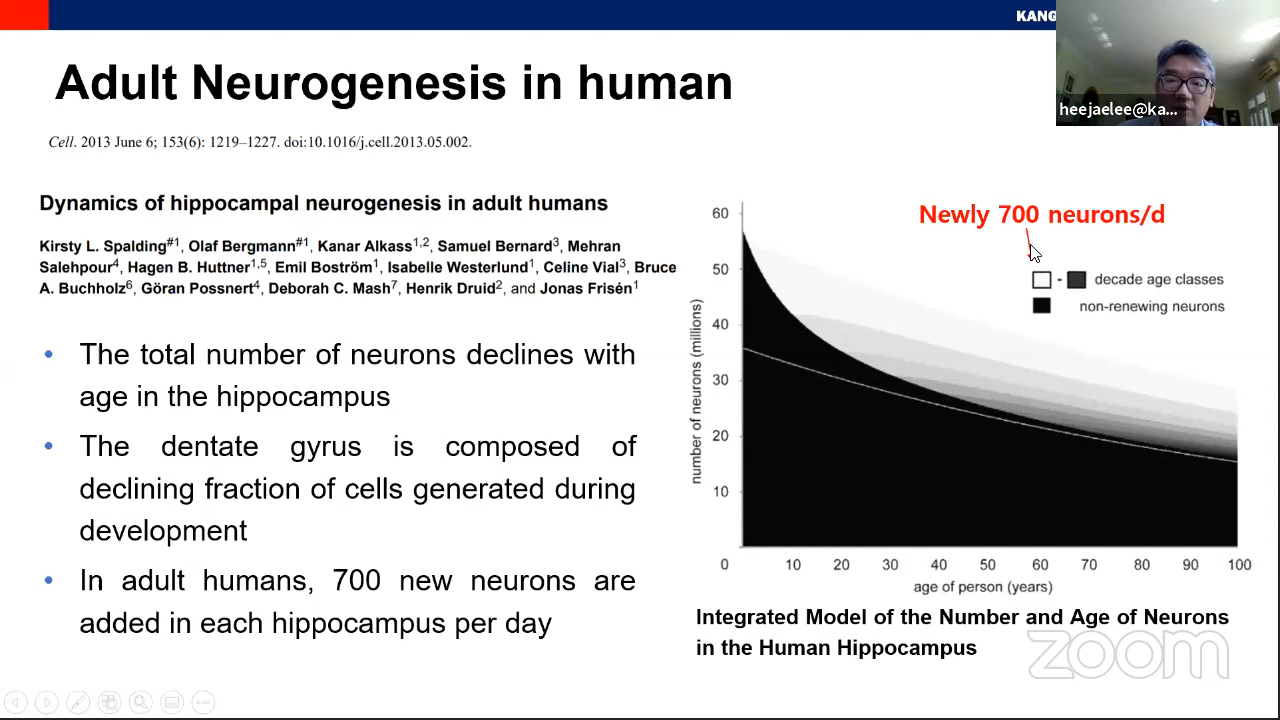 KANG
heejaelee@ka...
Adult Neurogenesis in human
Cell. 2013 June 6; 153(6): 1219–1227. doi:10.1016/j.cell.2013.05.002.
Dynamics of hippocampal neurogenesis in adult humans
Kirsty L. Spalding#1, Olaf Bergmann#1, Kanar Alkass1,2, Samuel Bernard3, Mehran
Salehpour4, Hagen B. Huttner1,5, Emil Boström1, Isabelle Westerlund1, Celine Vial3, Bruce
A. Buchholz6, Göran Possnert4, Deborah C. Mash7, Henrik Druid2, and Jonas Frisén1
• The total number of neurons declines with
age in the hippocampus
• The dentate gyrus is composed of
declining fraction of cells generated during
development
• In adult humans, 700 new neurons are
added in each hippocampus per day
Newly 700 neurons/d
- decade age classes
non-renewing neurons
number of neurons (millions)
60
50
40
30
20
10
0 10 20 30 40 50 60 70 80 90 100
age of person (years)
Integrated Model of the Number and Age of Neurons
in the Human Hippocampus
zoom